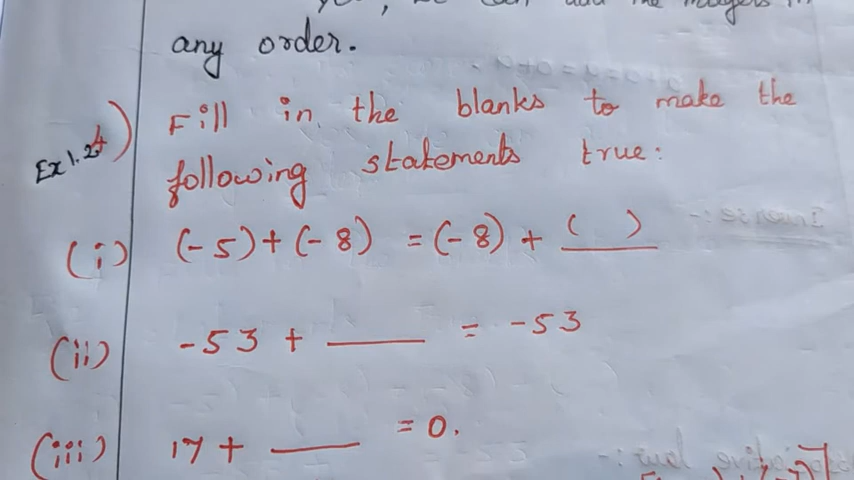 any order.
Ex 1.2 4) Fill in the blanks to make the
following statements true:
(i) (-5) + (-8) = (-8) + ( )
(ii) -53 + ____ = -53
(iii) 17 + ____ = 0.